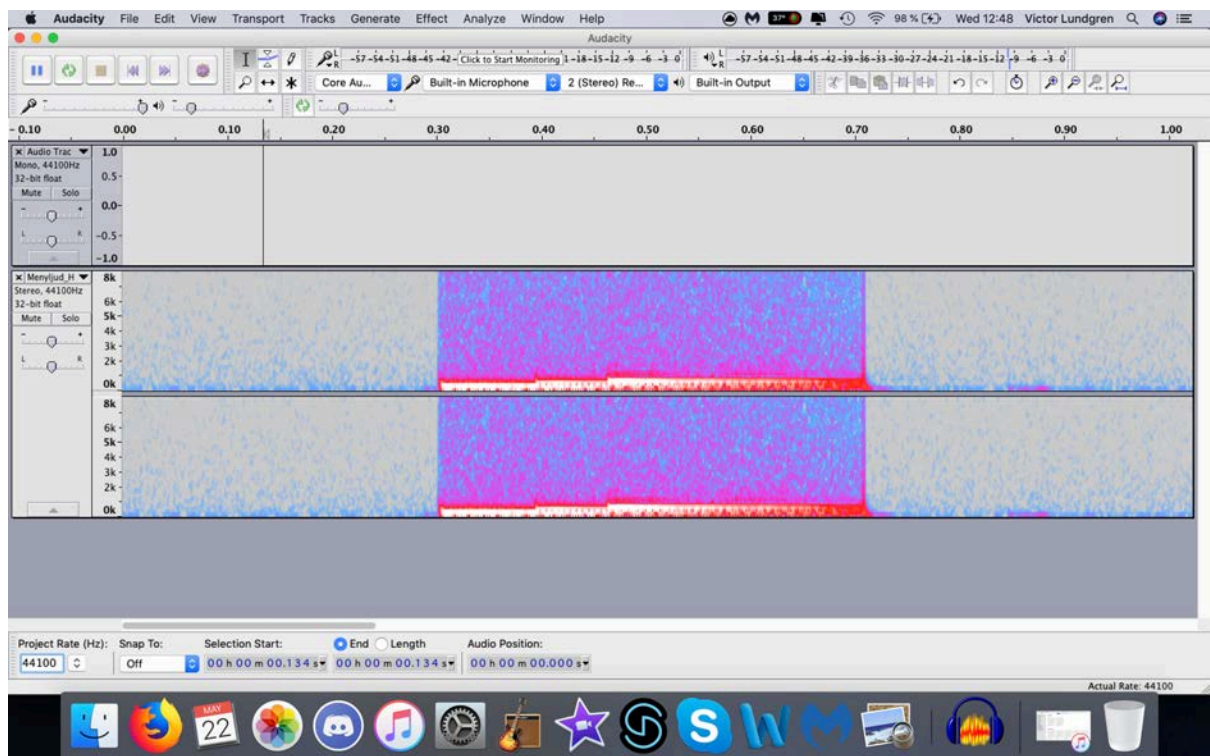 Audacity File Edit View Transport Tracks Generate Effect Analyze Window Help 37° 98 % Wed 12:48 Victor Lundgren
Audacity
L R -57 -54 -51 -48 -45 -42 - Click to Start Monitoring 1 -18 -15 -12 -9 -6 -3 0 L R -57 -54 -51 -48 -45 -42 -39 -36 -33 -30 -27 -24 -21 -18 -15 -12 -9 -6 -3 0
Core Au... Built-in Microphone 2 (Stereo) Re... Built-in Output
- + - + - +
- 0.10 0.00 0.10 0.20 0.30 0.40 0.50 0.60 0.70 0.80 0.90 1.00
× Audio Trac 1.0
Mono, 44100Hz
32-bit float 0.5-
Mute Solo
- + 0.0-
L R -0.5-
-1.0
× Menyljud_H 8k
Stereo, 44100Hz
32-bit float 6k
Mute Solo 5k
4k
- + 3k
L R 2k
0k
8k
6k
5k
4k
3k
2k
0k
Project Rate (Hz): Snap To: Selection Start: End Length Audio Position:
44100 Off 00 h 00 m 00.134 s 00 h 00 m 00.134 s 00 h 00 m 00.000 s
Actual Rate: 44100
MAY
22